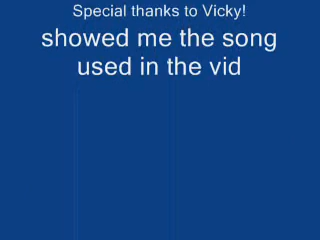 Special thanks to Vicky!
showed me the song
used in the vid